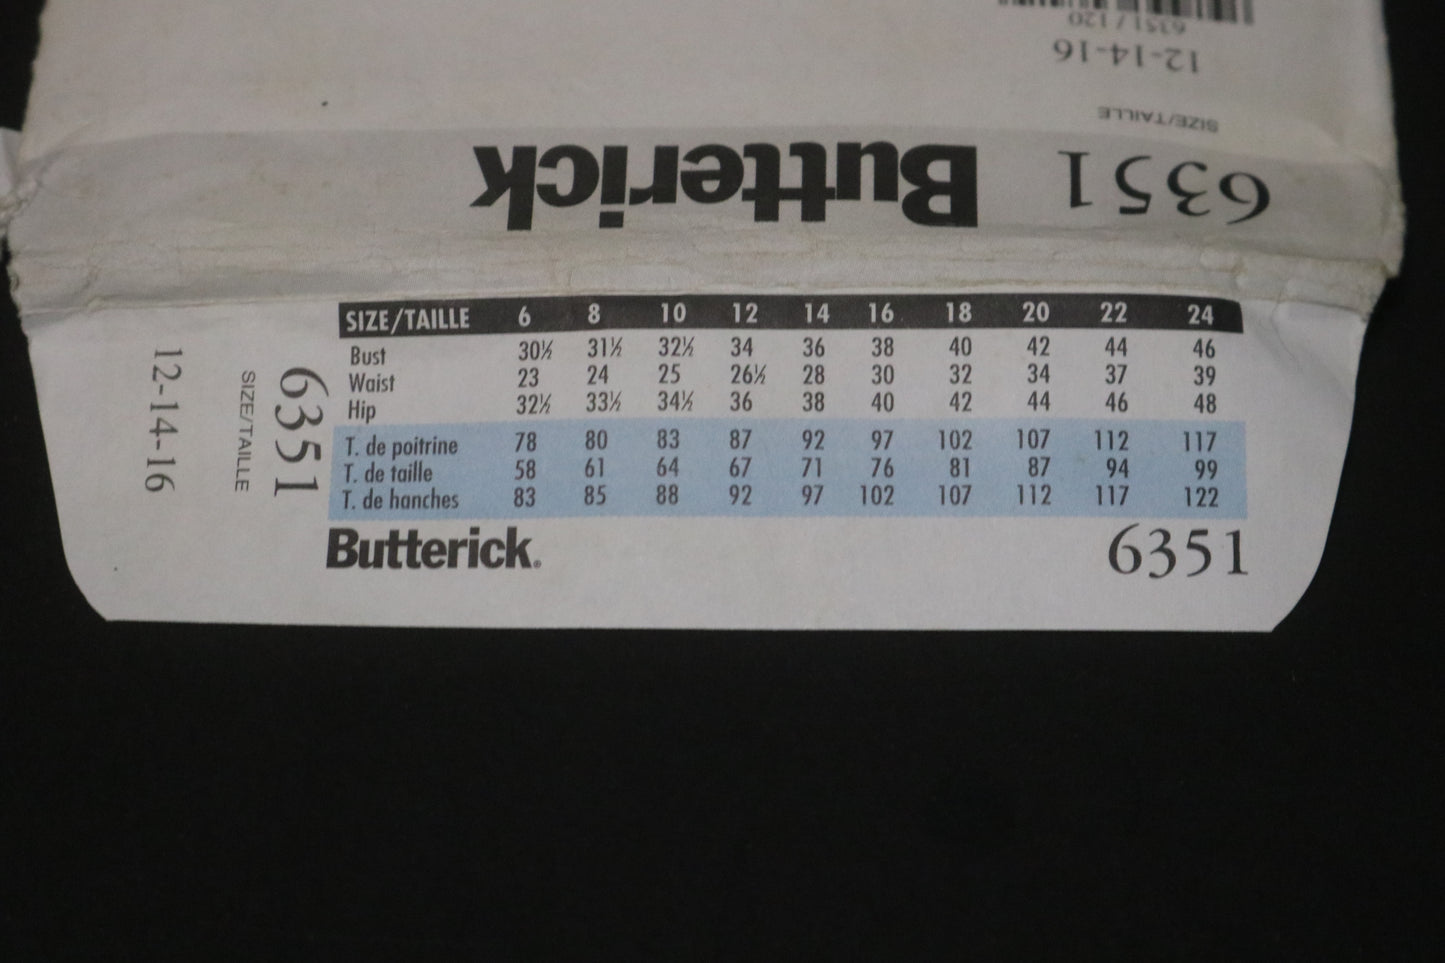 6351 / 120
12-14-16
SIZE/TAILLE
6351
Butterick
SIZE/TAILLE 6 8 10 12 14 16 18 20 22 24
Bust 30½ 31½ 32½ 34 36 38 40 42 44 46
Waist 23 24 25 26½ 28 30 32 34 37 39
Hip 32½ 33½ 34½ 36 38 40 42 44 46 48
T. de poitrine 78 80 83 87 92 97 102 107 112 117
T. de taille 58 61 64 67 71 76 81 87 94 99
T. de hanches 83 85 88 92 97 102 107 112 117 122
Butterick® 6351
6351
SIZE/TAILLE
12-14-16